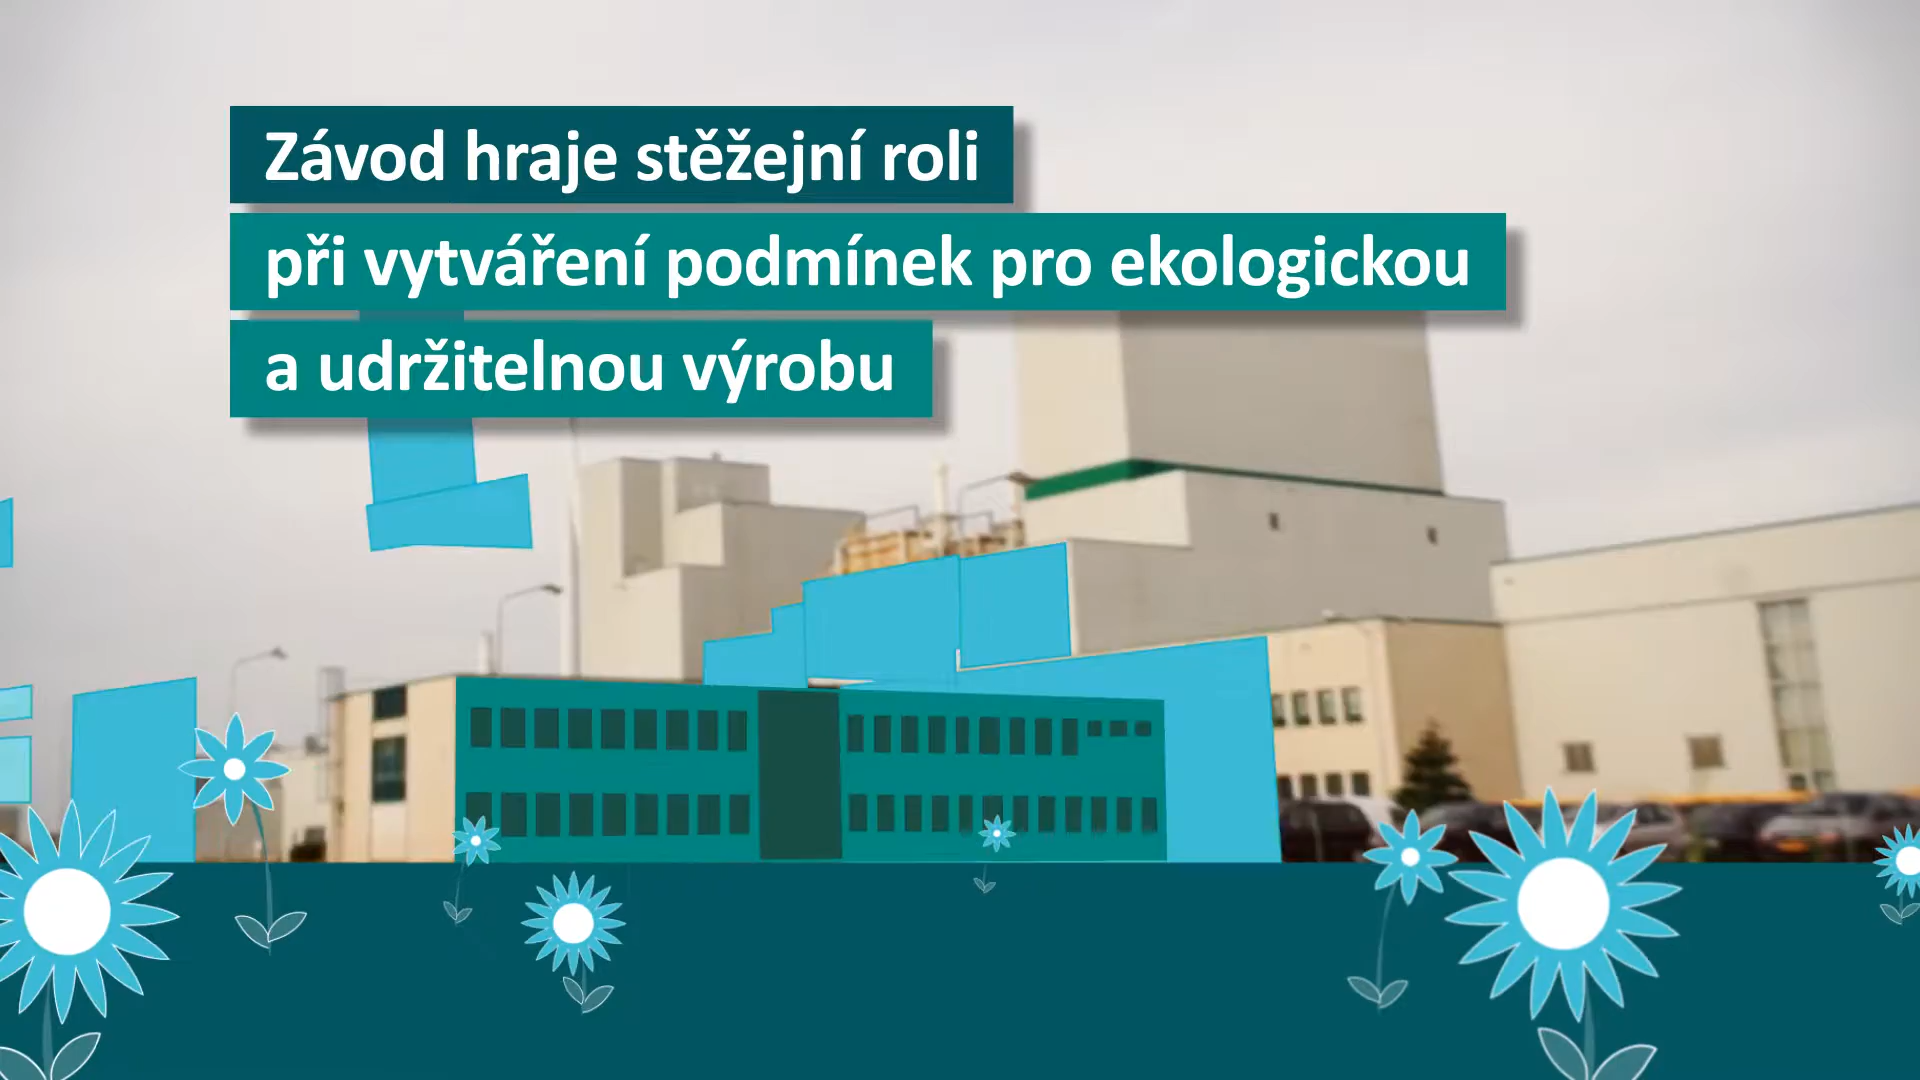 Závod hraje stěžejní roli
při vytváření podmínek pro ekologickou
a udržitelnou výrobu